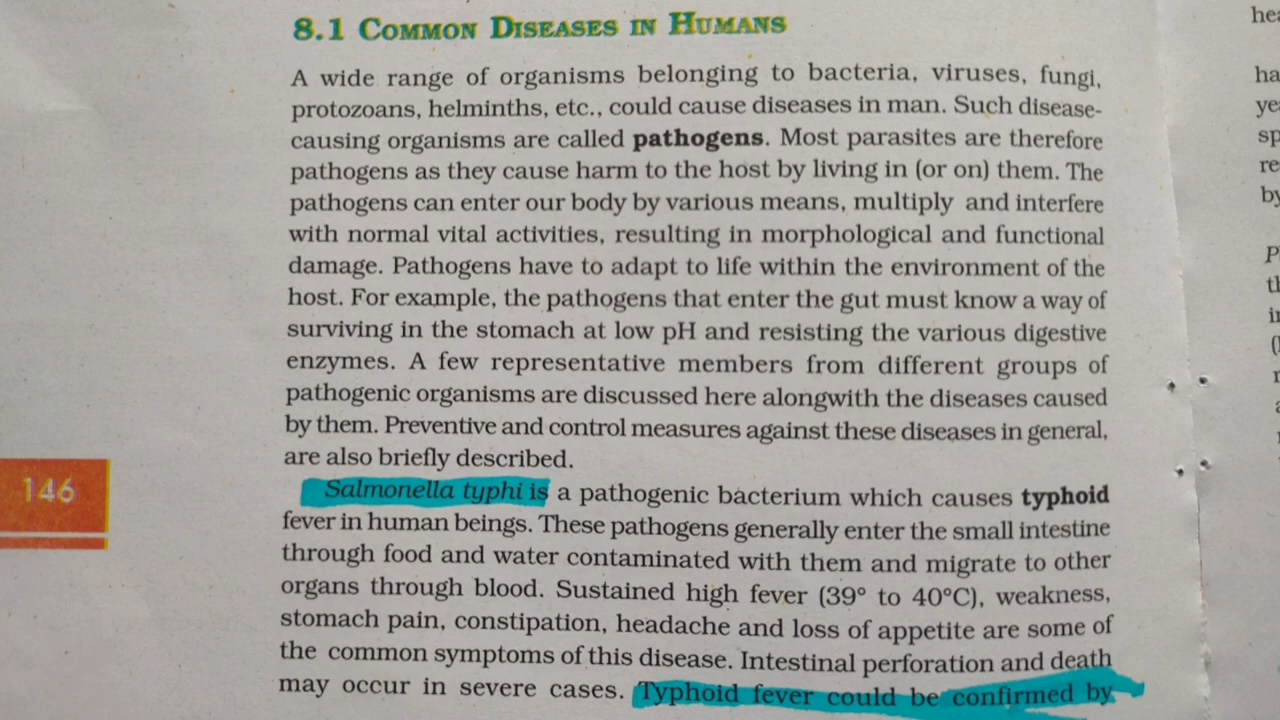 8.1 COMMON DISEASES IN HUMANS
A wide range of organisms belonging to bacteria, viruses, fungi,
protozoans, helminths, etc., could cause diseases in man. Such disease-
causing organisms are called pathogens. Most parasites are therefore
pathogens as they cause harm to the host by living in (or on) them. The
pathogens can enter our body by various means, multiply and interfere
with normal vital activities, resulting in morphological and functional
damage. Pathogens have to adapt to life within the environment of the
host. For example, the pathogens that enter the gut must know a way of
surviving in the stomach at low pH and resisting the various digestive
enzymes. A few representative members from different groups of
pathogenic organisms are discussed here alongwith the diseases caused
by them. Preventive and control measures against these diseases in general,
are also briefly described.
146
Salmonella typhi is a pathogenic bacterium which causes typhoid
fever in human beings. These pathogens generally enter the small intestine
through food and water contaminated with them and migrate to other
organs through blood. Sustained high fever (39° to 40°C), weakness,
stomach pain, constipation, headache and loss of appetite are some of
the common symptoms of this disease. Intestinal perforation and death
may occur in severe cases. Typhoid fever could be confirmed by